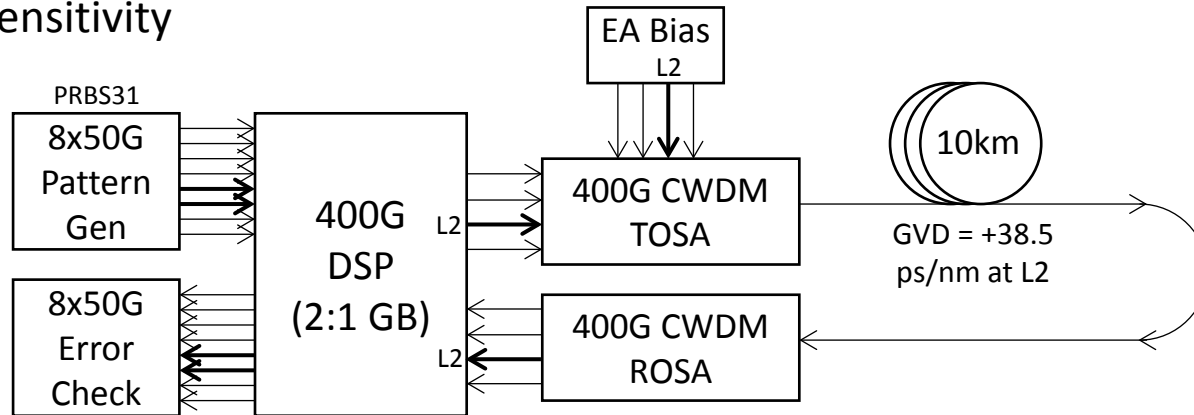 ensitivity
EA Bias
L2
PRBS31
8x50G
Pattern
Gen
400G
DSP
(2:1 GB)
L2
L2
400G CWDM
TOSA
10km
GVD = +38.5
ps/nm at L2
8x50G
Error
Check
400G CWDM
ROSA